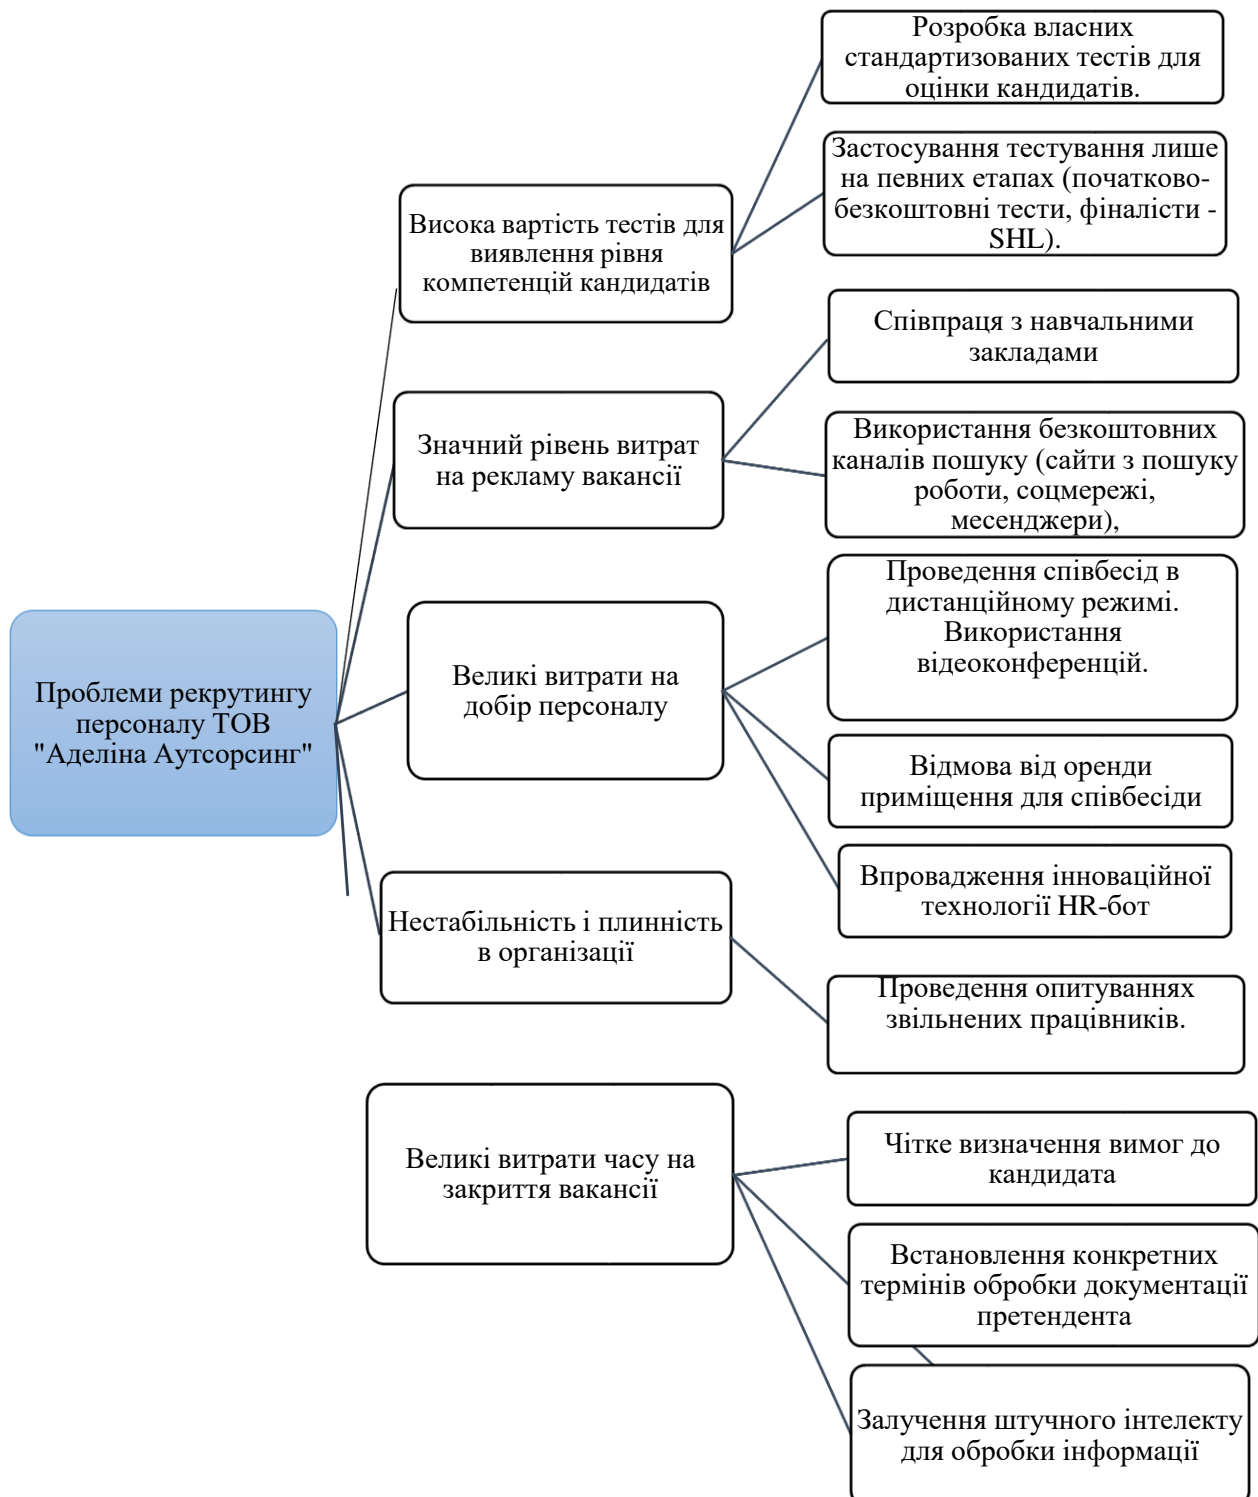 Розробка власних
стандартизованих тестів для
оцінки кандидатів.
Застосування тестування лише
на певних етапах (початково-
безкоштовні тести, фіналісти -
SHL).
Висока вартість тестів для
виявлення рівня
компетенцій кандидатів
Співпраця з навчальними
закладами
Значний рівень витрат
на рекламу вакансії
Використання безкоштовних
каналів пошуку (сайти з пошуку
роботи, соцмережі,
месенджери),
Проведення співбесід в
дистанційному режимі.
Використання
відеоконференцій.
Великі витрати на
добір персоналу
Проблеми рекрутингу
персоналу ТОВ
"Аделіна Аутсорсинг"
Відмова від оренди
приміщення для співбесіди
Впровадження інноваційної
технології HR-бот
Нестабільність і плинність
в організації
Проведення опитуваннях
звільнених працівників.
Великі витрати часу на
закриття вакансії
Чітке визначення вимог до
кандидата
Встановлення конкретних
термінів обробки документації
претендента
Залучення штучного інтелекту
для обробки інформації